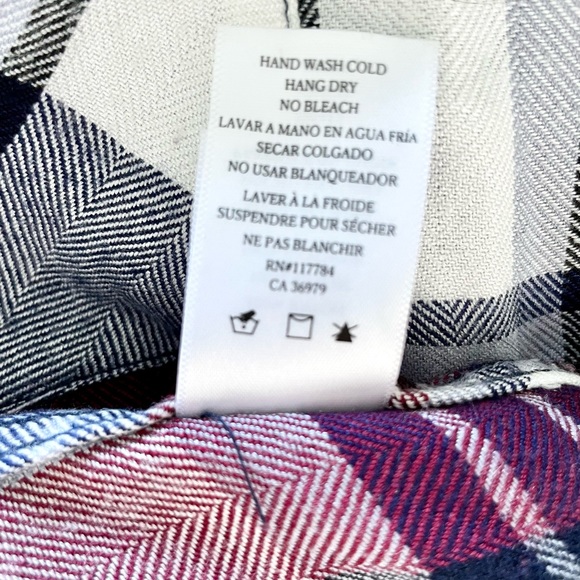 HAND WASH COLD
HANG DRY
NO BLEACH
LAVAR A MANO EN AGUA FRÍA
SECAR COLGADO
NO USAR BLANQUEADOR
LAVER À LA FROIDE
SUSPENDRE POUR SÉCHER
NE PAS BLANCHIR
RN#117784
CA 36979